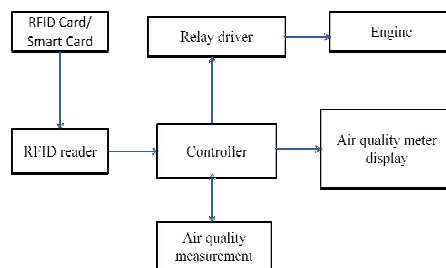 RFID Card/
Smart Card
Relay driver
Engine
RFID reader
Controller
Air quality meter
display
Air quality
measurement